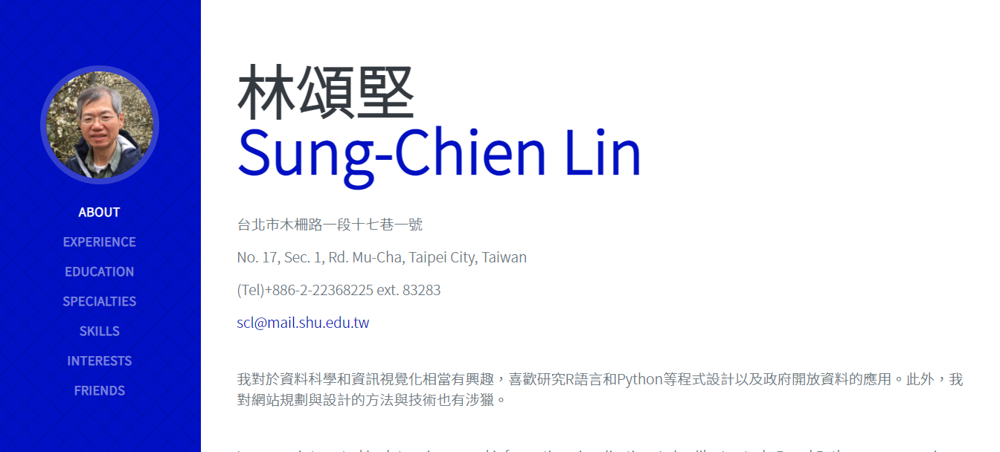 ABOUT
EXPERIENCE
EDUCATION
SPECIALTIES
SKILLS
INTERESTS
FRIENDS
林頌堅
Sung-Chien Lin
台北市木柵路一段十七巷一號
No. 17, Sec. 1, Rd. Mu-Cha, Taipei City, Taiwan
(Tel)+886-2-22368225 ext. 83283
scl@mail.shu.edu.tw
我對於資料科學和資訊視覺化相當有興趣，喜歡研究R語言和Python等程式設計以及政府開放資料的應用。此外，我
對網站規劃與設計的方法與技術也有涉獵。